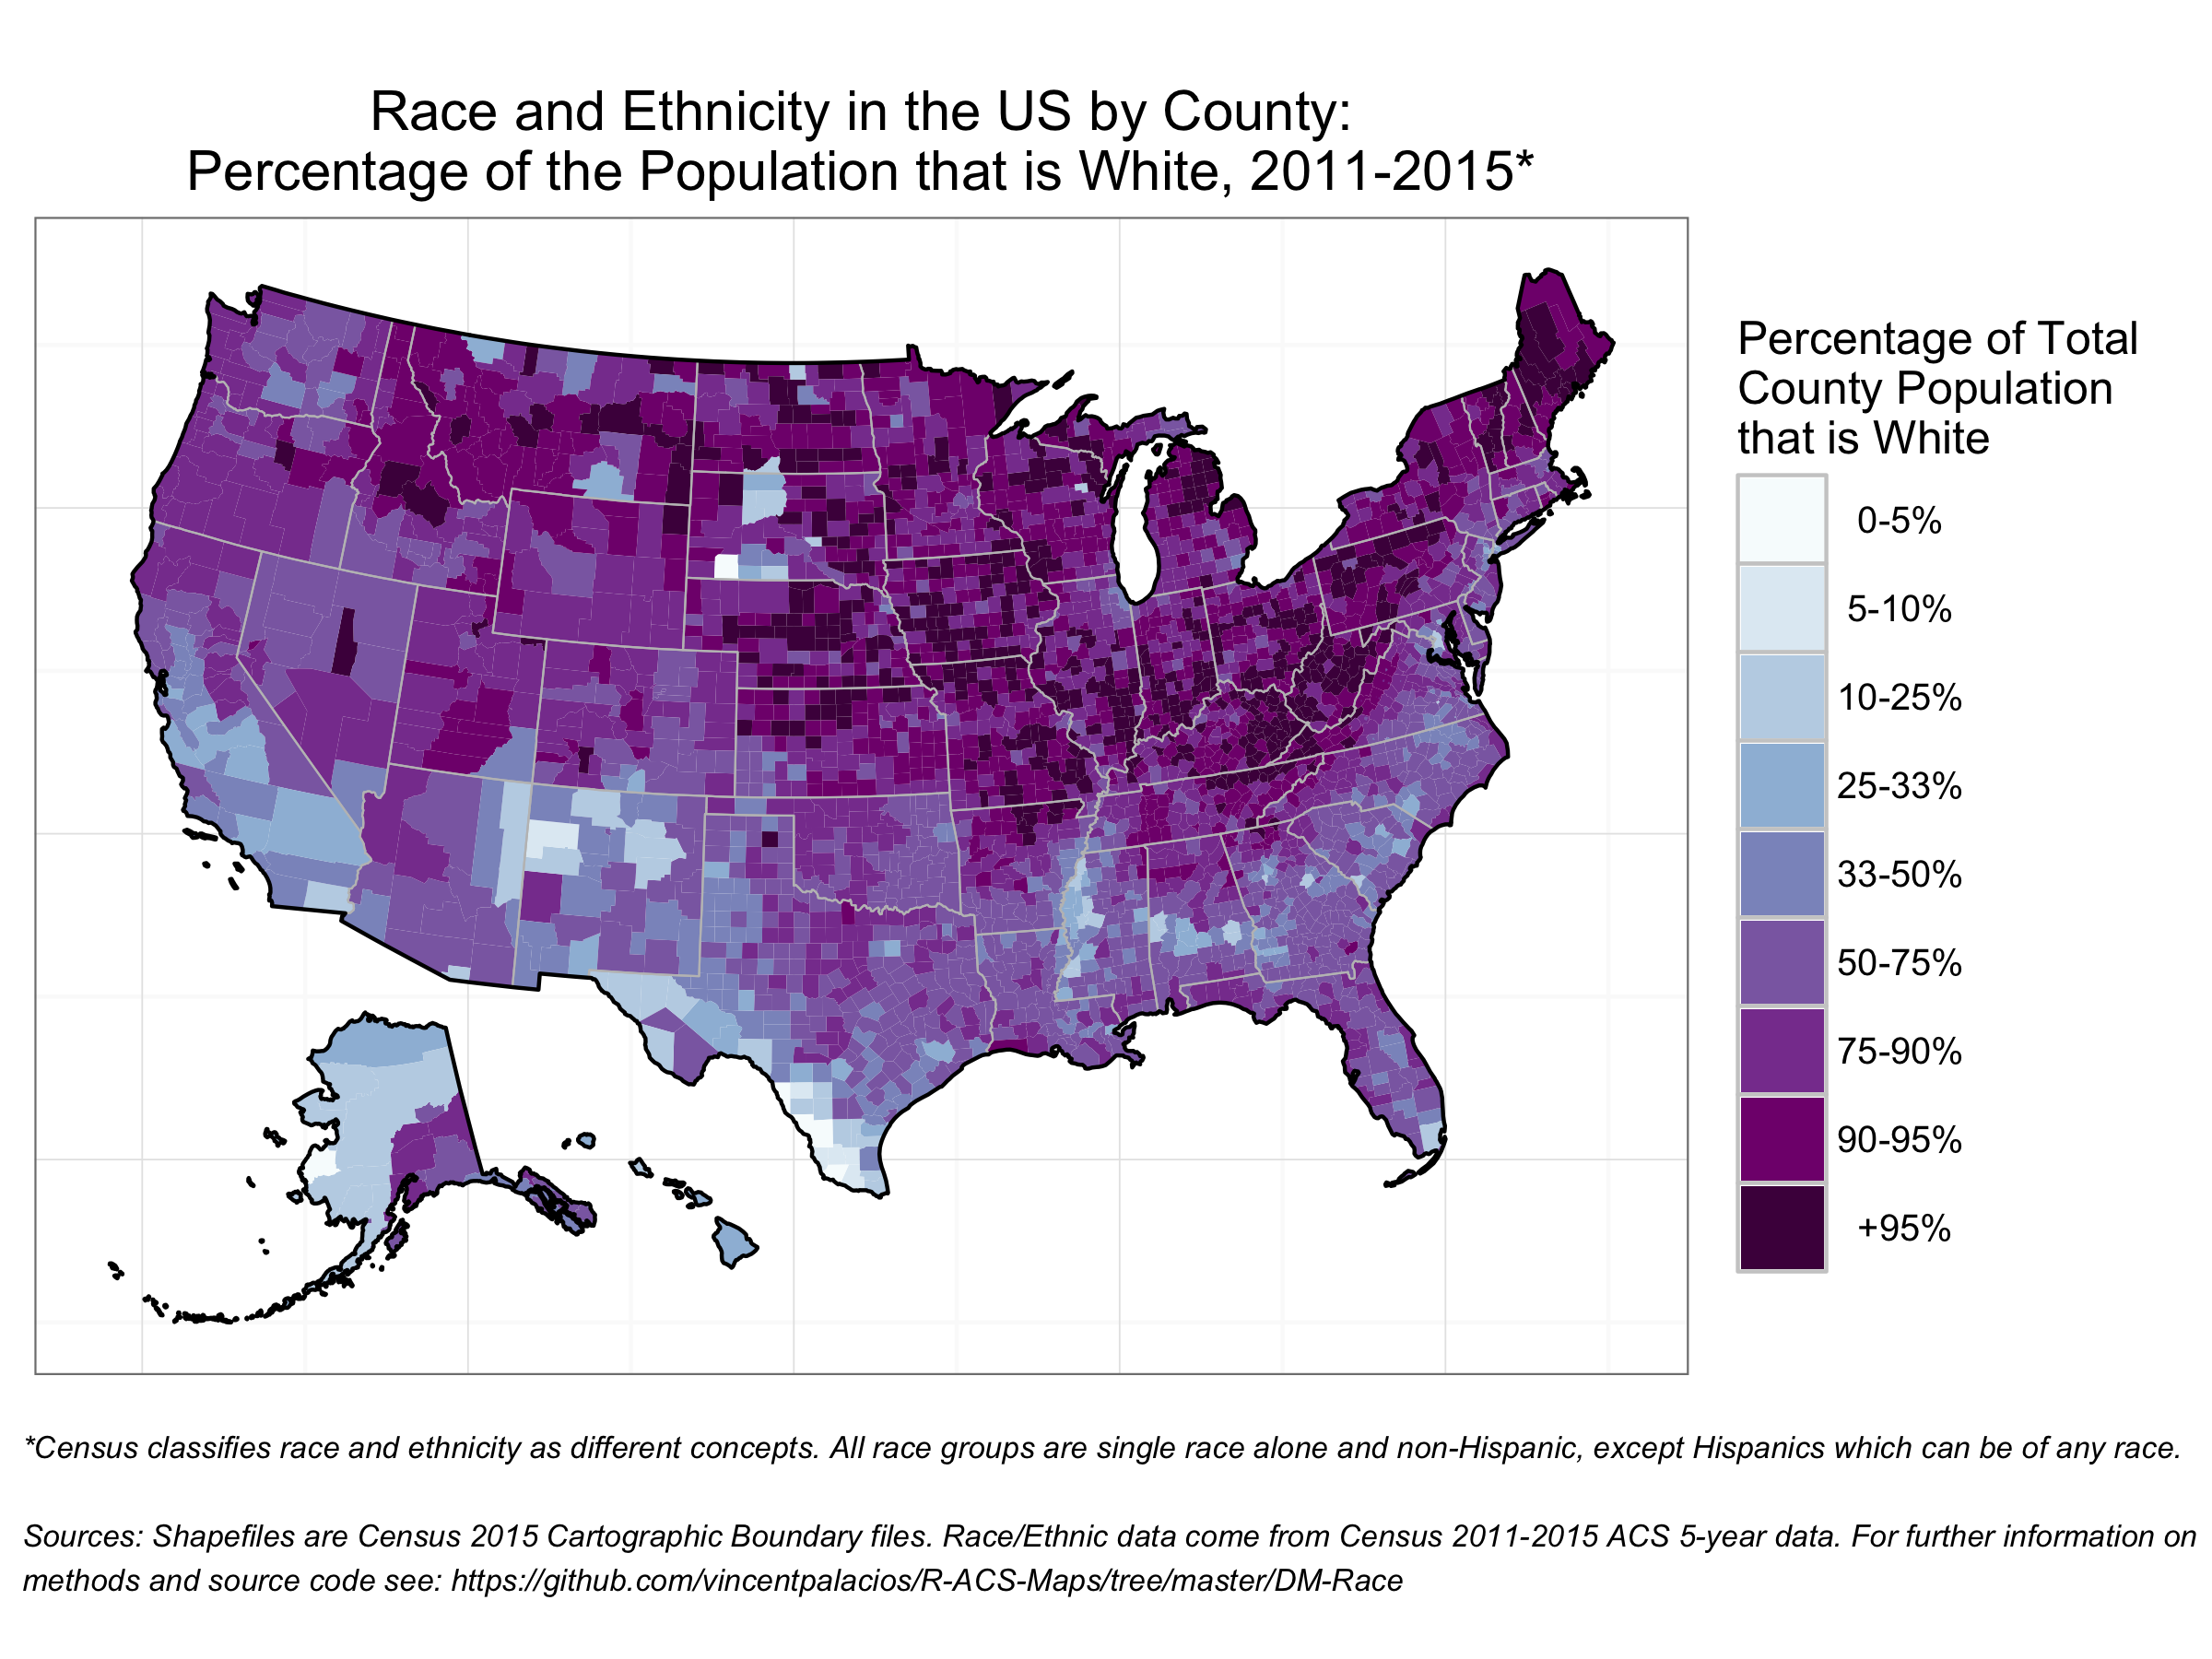 Race and Ethnicity in the US by County:
Percentage of the Population that is White, 2011-2015*
Percentage of Total
County Population
that is White
0-5%
5-10%
10-25%
25-33%
33-50%
50-75%
75-90%
90-95%
+95%
*Census classifies race and ethnicity as different concepts. All race groups are single race alone and non-Hispanic, except Hispanics which can be of any race.
Sources: Shapefiles are Census 2015 Cartographic Boundary files. Race/Ethnic data come from Census 2011-2015 ACS 5-year data. For further information on
methods and source code see: https://github.com/vincentpalacios/R-ACS-Maps/tree/master/DM-Race